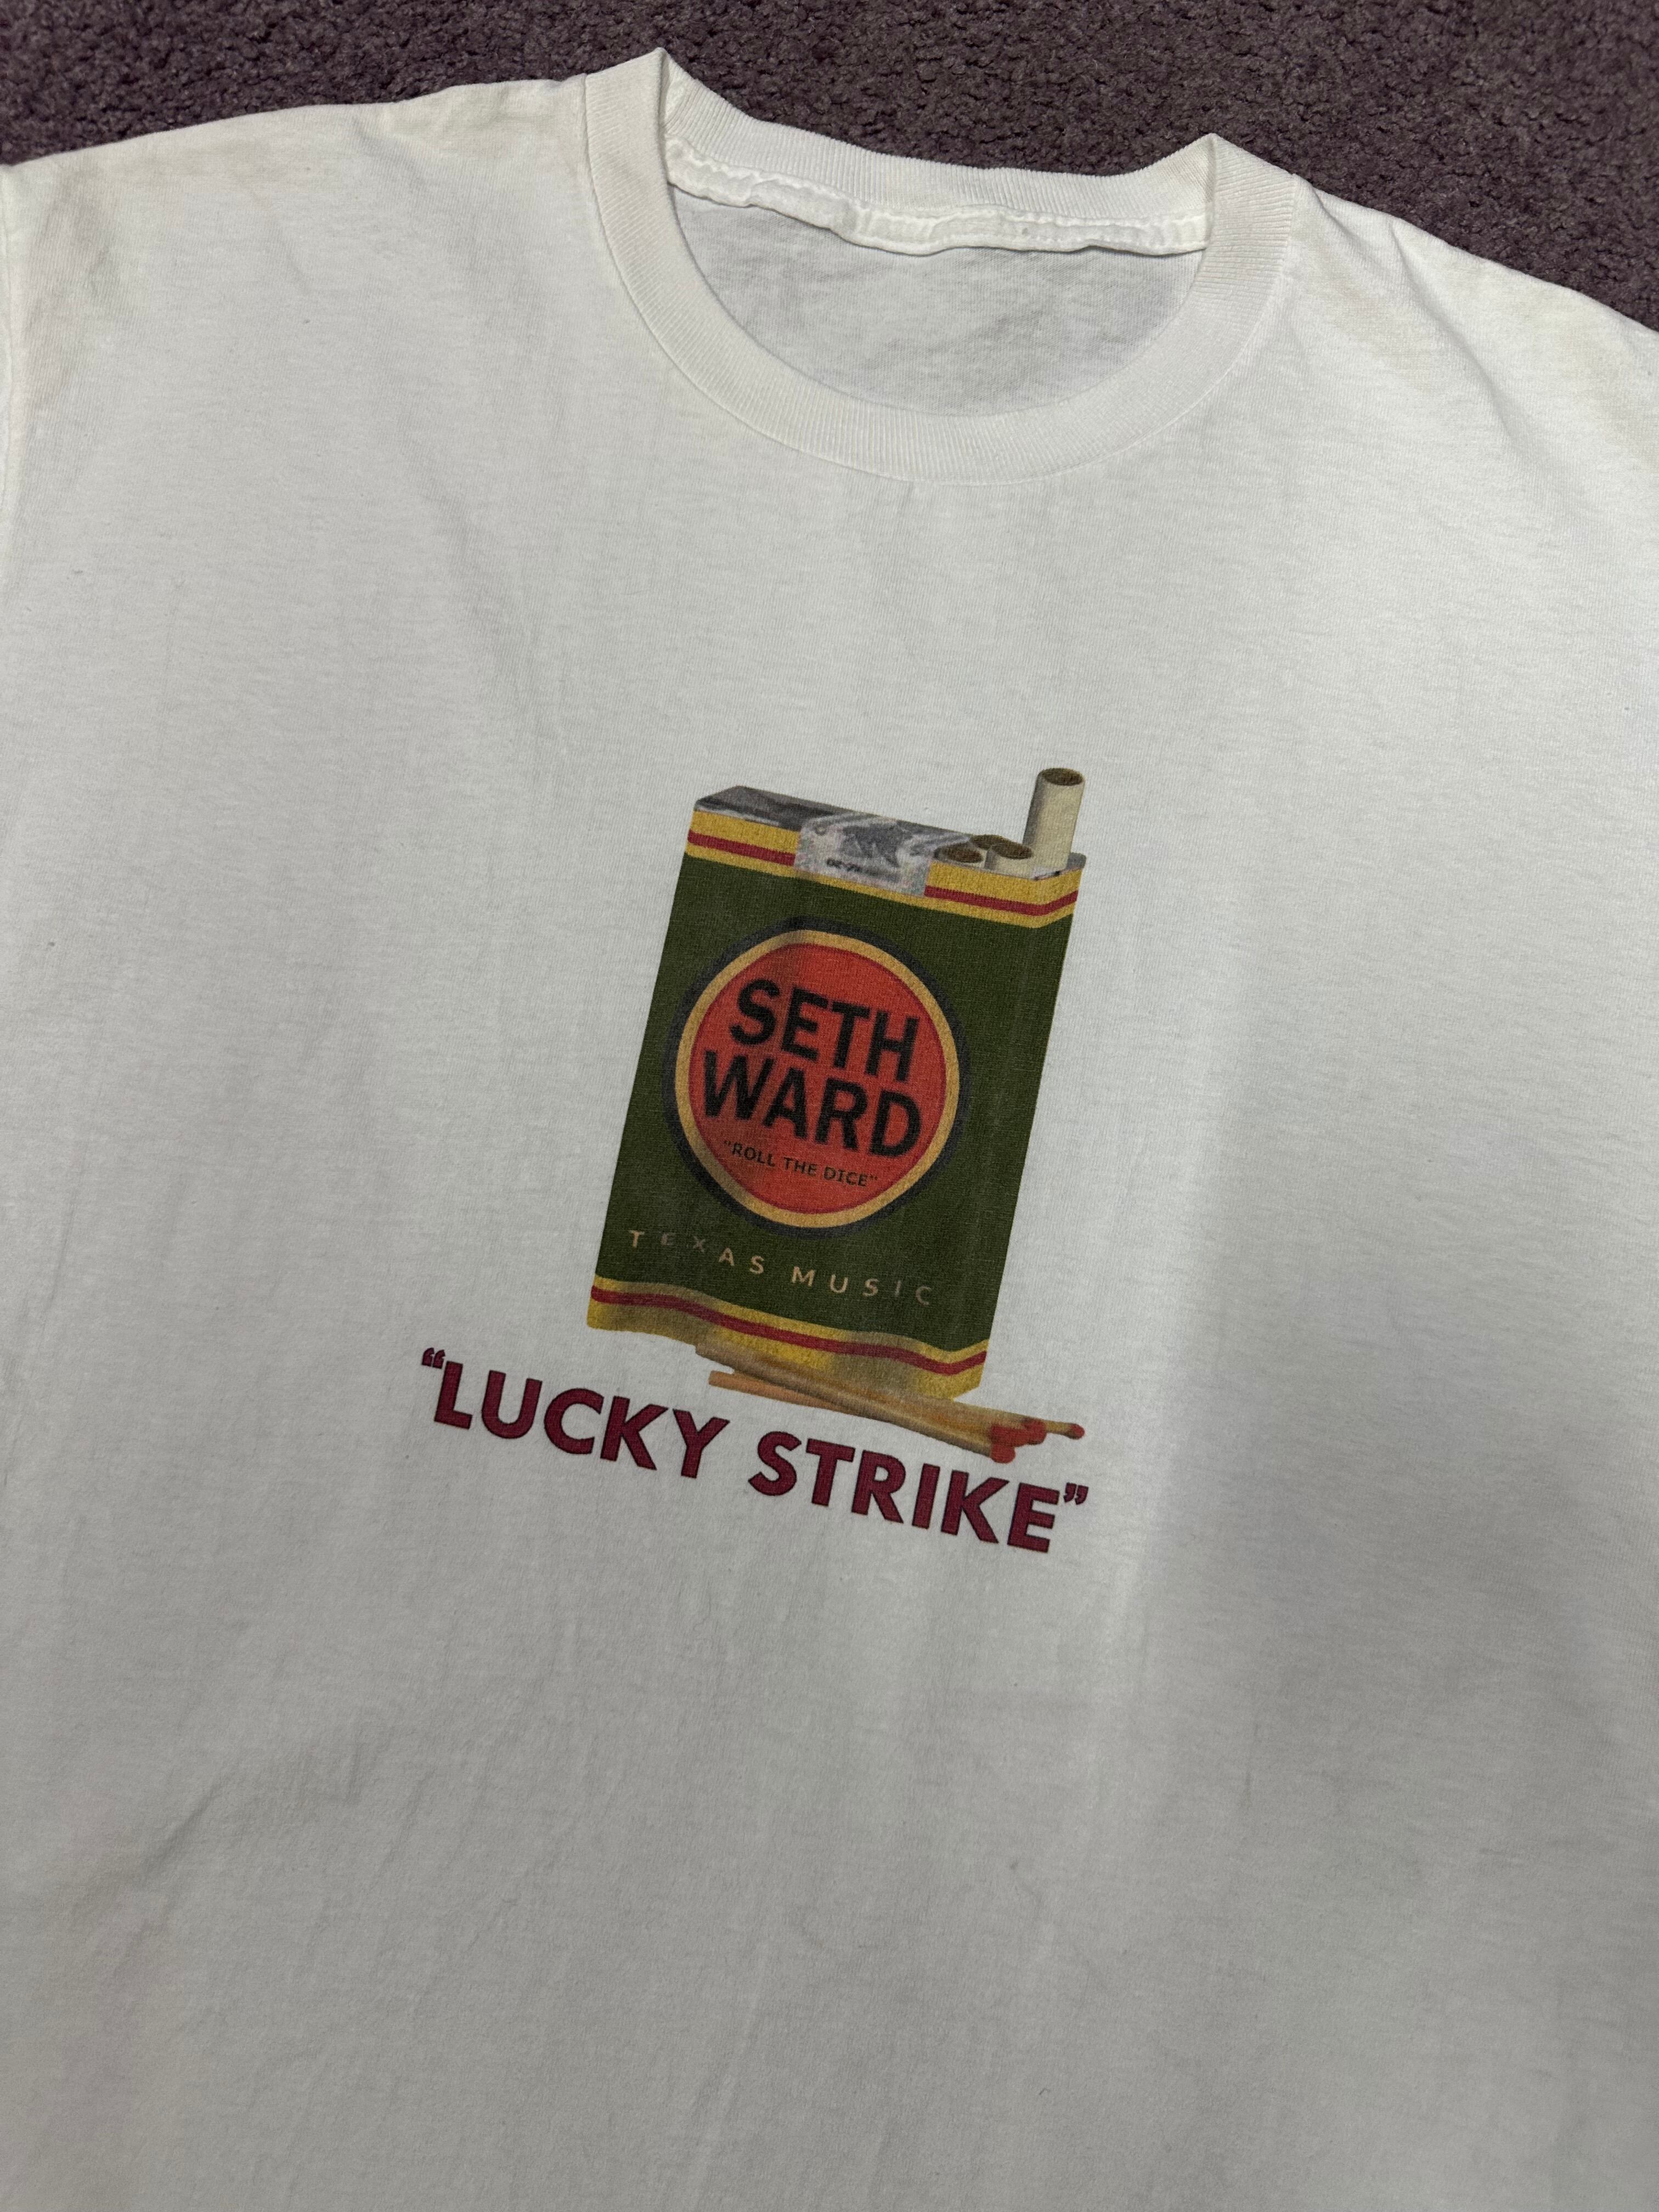 SETH
WARD
"ROLL THE DICE"
TEXAS MUSIC
“LUCKY STRIKE”